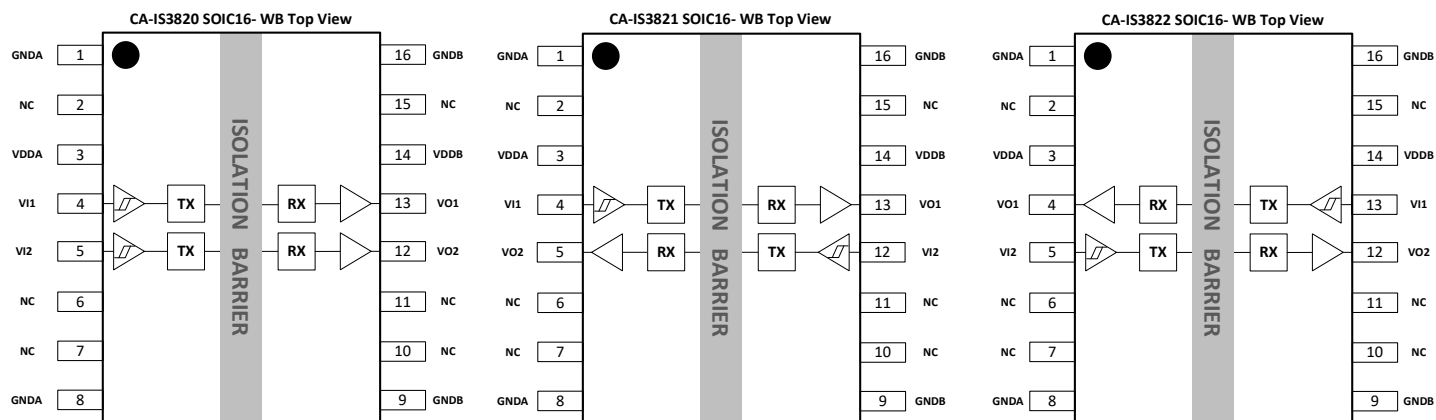 CA-IS3820 SOIC16- WB Top View
GNDA 1 16 GNDB
NC 2 15 NC
VDDA 3 14 VDDB
VI1 4 TX RX 13 VO1
VI2 5 TX RX 12 VO2
NC 6 11 NC
NC 7 10 NC
GNDA 8 9 GNDB
ISOLATION BARRIER
CA-IS3821 SOIC16- WB Top View
GNDA 1 16 GNDB
NC 2 15 NC
VDDA 3 14 VDDB
VI1 4 TX RX 13 VO1
VO2 5 RX TX 12 VI2
NC 6 11 NC
NC 7 10 NC
GNDA 8 9 GNDB
ISOLATION BARRIER
CA-IS3822 SOIC16- WB Top View
GNDA 1 16 GNDB
NC 2 15 NC
VDDA 3 14 VDDB
VO1 4 RX TX 13 VI1
VI2 5 TX RX 12 VO2
NC 6 11 NC
NC 7 10 NC
GNDA 8 9 GNDB
ISOLATION BARRIER